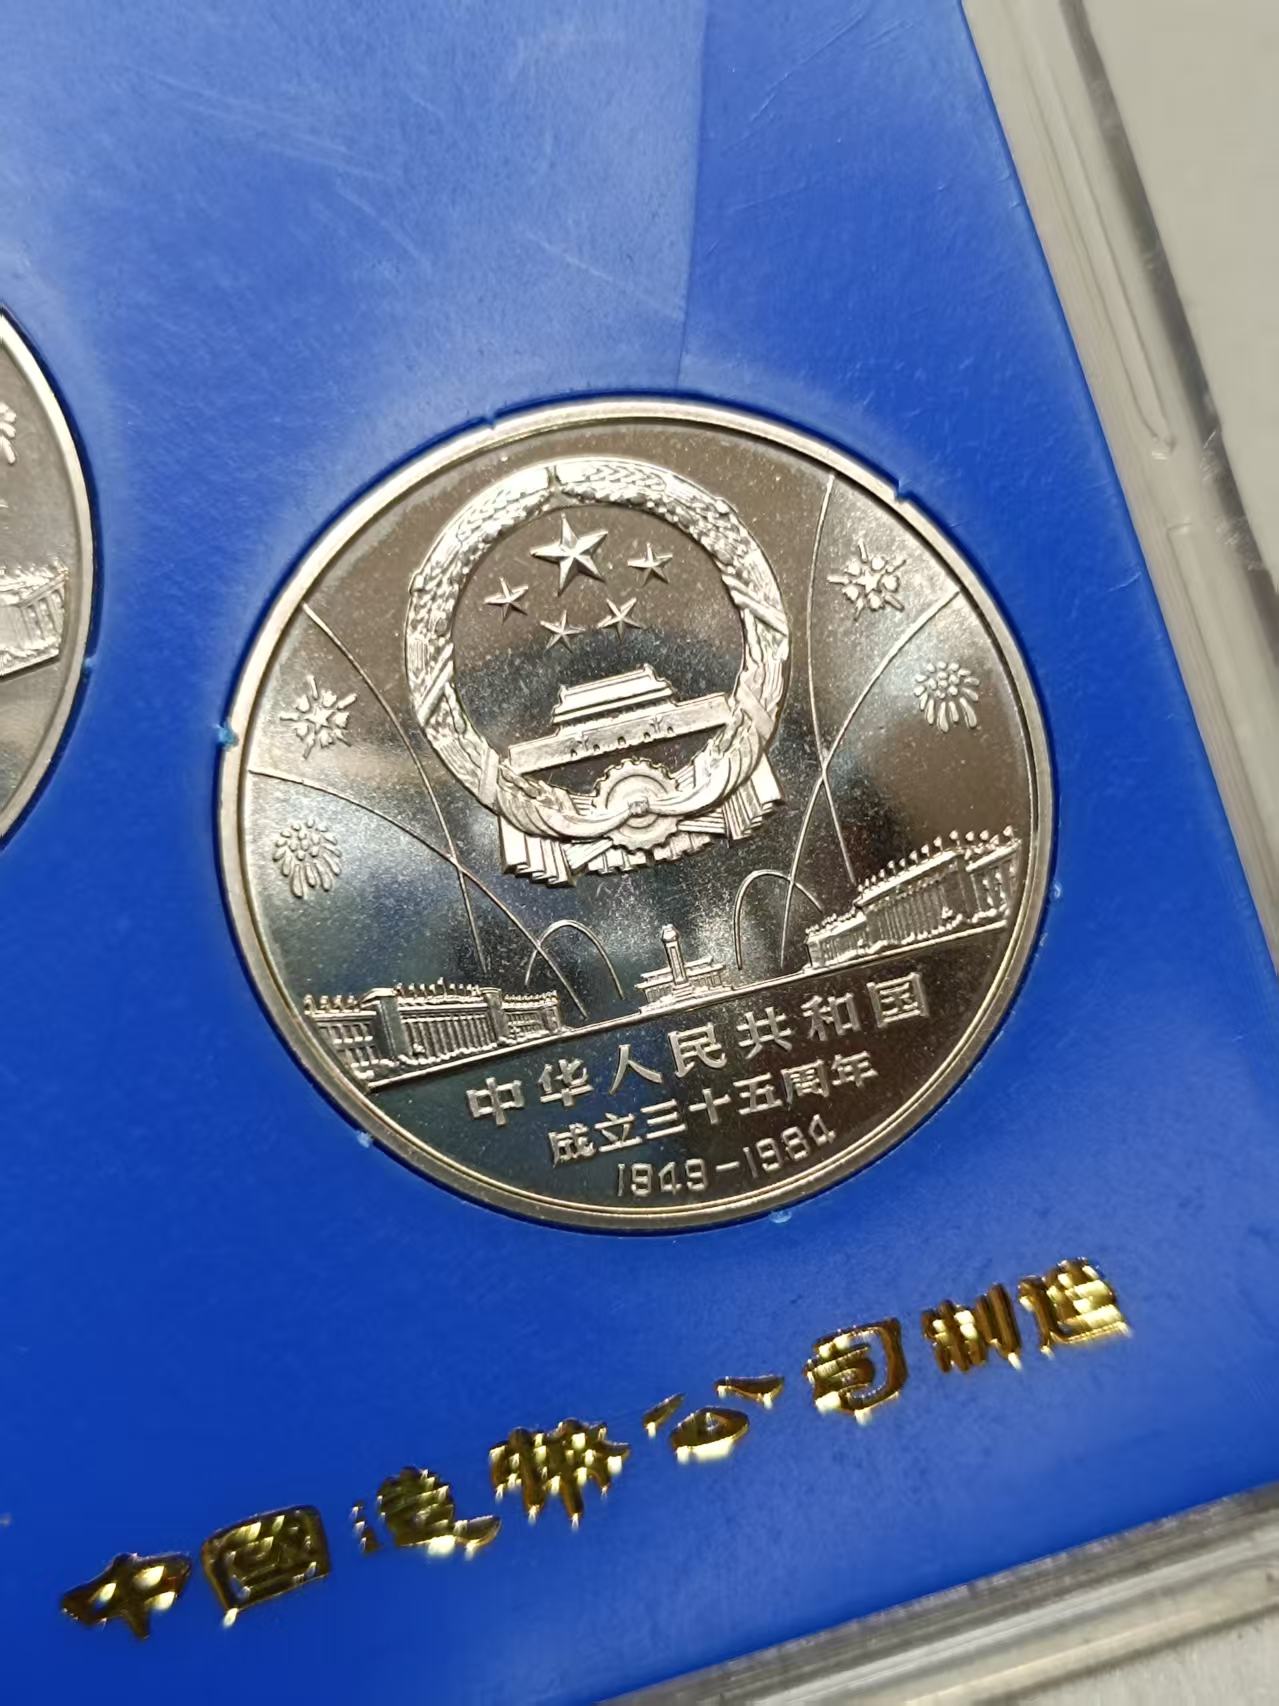 中华人民共和国
成立三十五周年
1949-1984
中國造幣公司制造